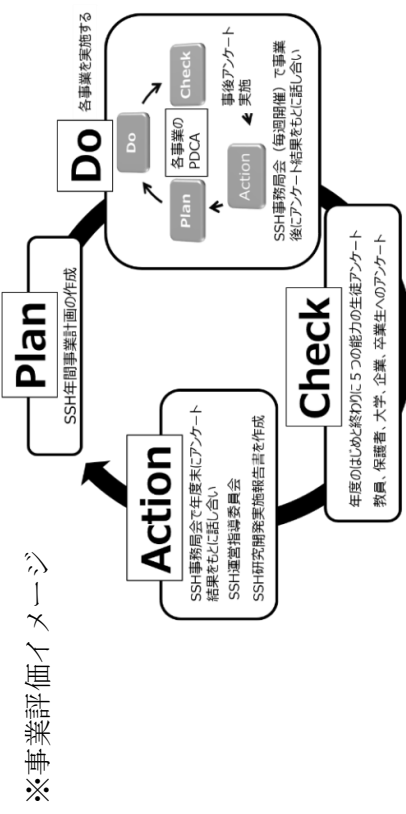 ※事業評価イメージ
Plan
SSH年間事業計画の作成
Do
各事業を実施する
Do
Check
事後アンケート
実施
Action
Plan
各事業の
PDCA
SSH事務局会（毎週開催）で事業
後にアンケート結果をもとに話し合い
Check
年度のはじめと終わりに５つの能力の生徒アンケート
教員、保護者、大学、企業、卒業生へのアンケート
Action
SSH事務局会で年度末にアンケート
結果をもとに話し合い
SSH運営指導委員会
SSH研究開発実施報告書を作成